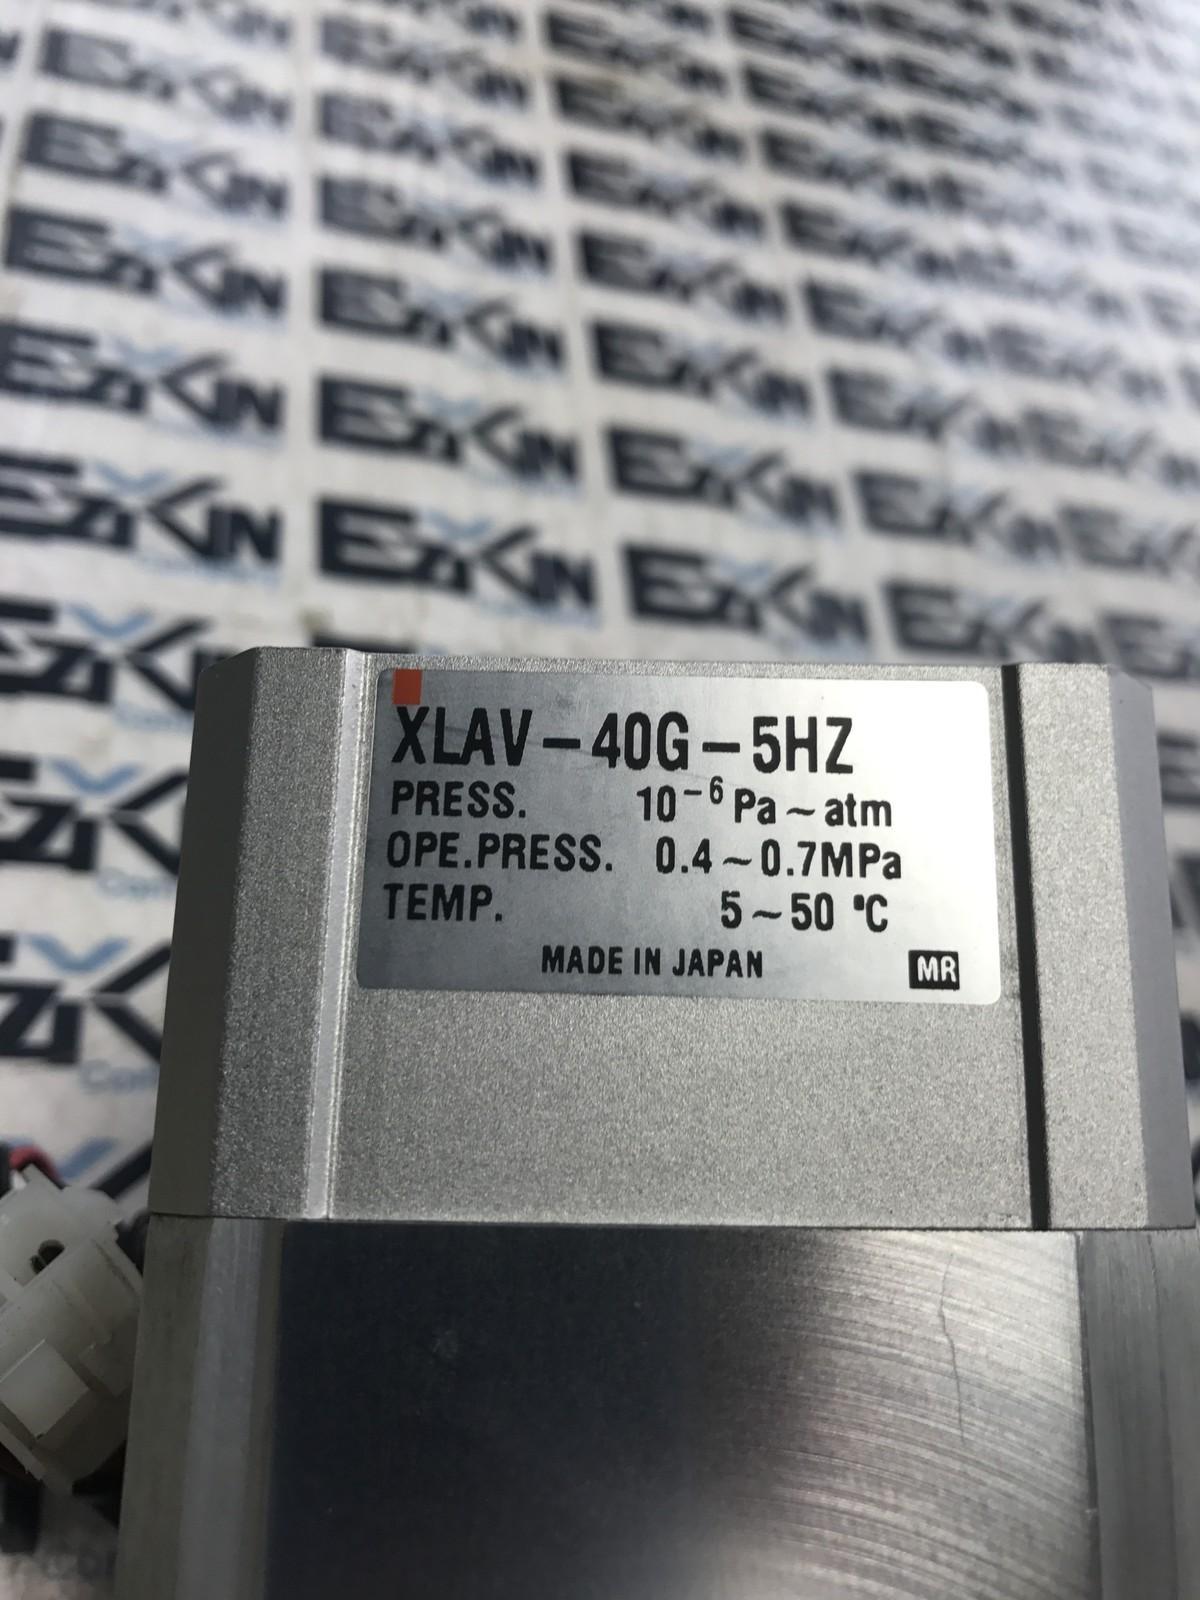 EXKIN
XLAV-40G-5HZ
PRESS. 10⁻⁶ Pa~atm
OPE.PRESS. 0.4~0.7MPa
TEMP. 5~50 °C
MADE IN JAPAN MR